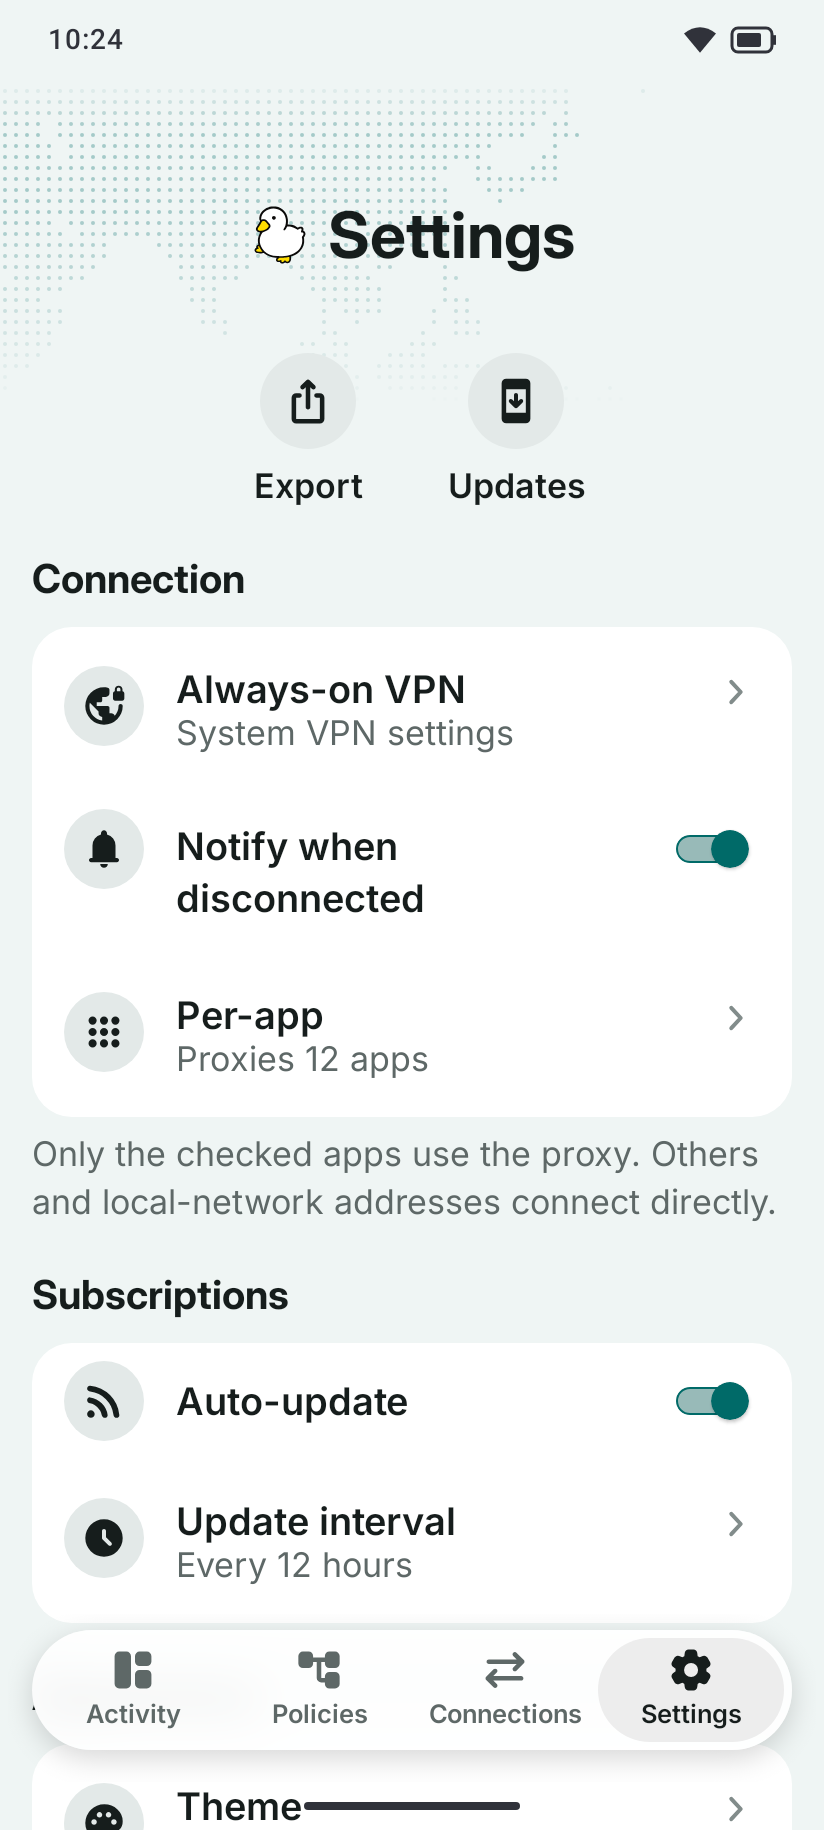 10:24
Settings
Export
Updates
Connection
Always-on VPN
System VPN settings
Notify when
disconnected
Per-app
Proxies 12 apps
Only the checked apps use the proxy. Others
and local-network addresses connect directly.
Subscriptions
Auto-update
Update interval
Every 12 hours
Activity
Policies
Connections
Settings
Theme